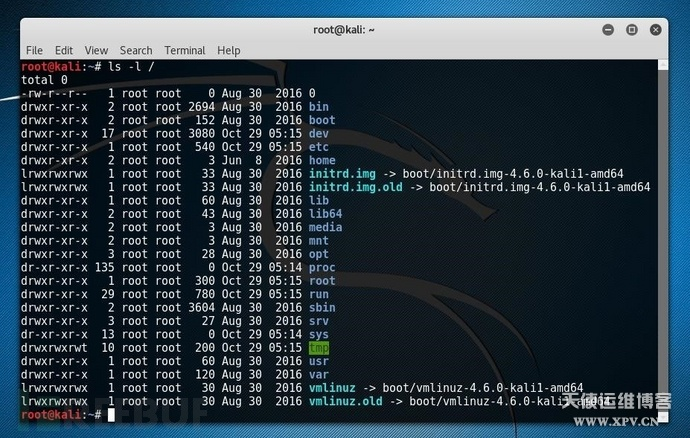 root@kali: ~
File Edit View Search Terminal Help
root@kali:~# ls -l /
total 0
-rw-r--r-- 1 root root 0 Aug 30 2016 0
drwxr-xr-x 2 root root 2694 Aug 30 2016 bin
drwxr-xr-x 2 root root 152 Aug 30 2016 boot
drwxr-xr-x 17 root root 3080 Oct 29 05:15 dev
drwxr-xr-x 1 root root 540 Oct 29 05:15 etc
drwxr-xr-x 2 root root 3 Jun 8 2016 home
lrwxrwxrwx 1 root root 33 Aug 30 2016 initrd.img -> boot/initrd.img-4.6.0-kali1-amd64
lrwxrwxrwx 1 root root 33 Aug 30 2016 initrd.img.old -> boot/initrd.img-4.6.0-kali1-amd64
drwxr-xr-x 1 root root 60 Aug 30 2016 lib
drwxr-xr-x 2 root root 43 Aug 30 2016 lib64
drwxr-xr-x 2 root root 3 Aug 30 2016 media
drwxr-xr-x 2 root root 3 Aug 30 2016 mnt
drwxr-xr-x 3 root root 28 Aug 30 2016 opt
dr-xr-xr-x 135 root root 0 Oct 29 05:14 proc
drwxr-xr-x 1 root root 300 Oct 29 05:15 root
drwxr-xr-x 29 root root 780 Oct 29 05:15 run
drwxr-xr-x 2 root root 3604 Aug 30 2016 sbin
drwxr-xr-x 3 root root 27 Aug 30 2016 srv
dr-xr-xr-x 13 root root 0 Oct 29 05:14 sys
drwxrwxrwt 10 root root 200 Oct 29 05:15 tmp
drwxr-xr-x 1 root root 60 Aug 30 2016 usr
drwxr-xr-x 1 root root 120 Aug 30 2016 var
lrwxrwxrwx 1 root root 30 Aug 30 2016 vmlinuz -> boot/vmlinuz-4.6.0-kali1-amd64
lrwxrwxrwx 1 root root 30 Aug 30 2016 vmlinuz.old -> boot/vmlinuz-4.6.0-kali1-amd64
root@kali:~#
天使运维博客
www.XPV.CN